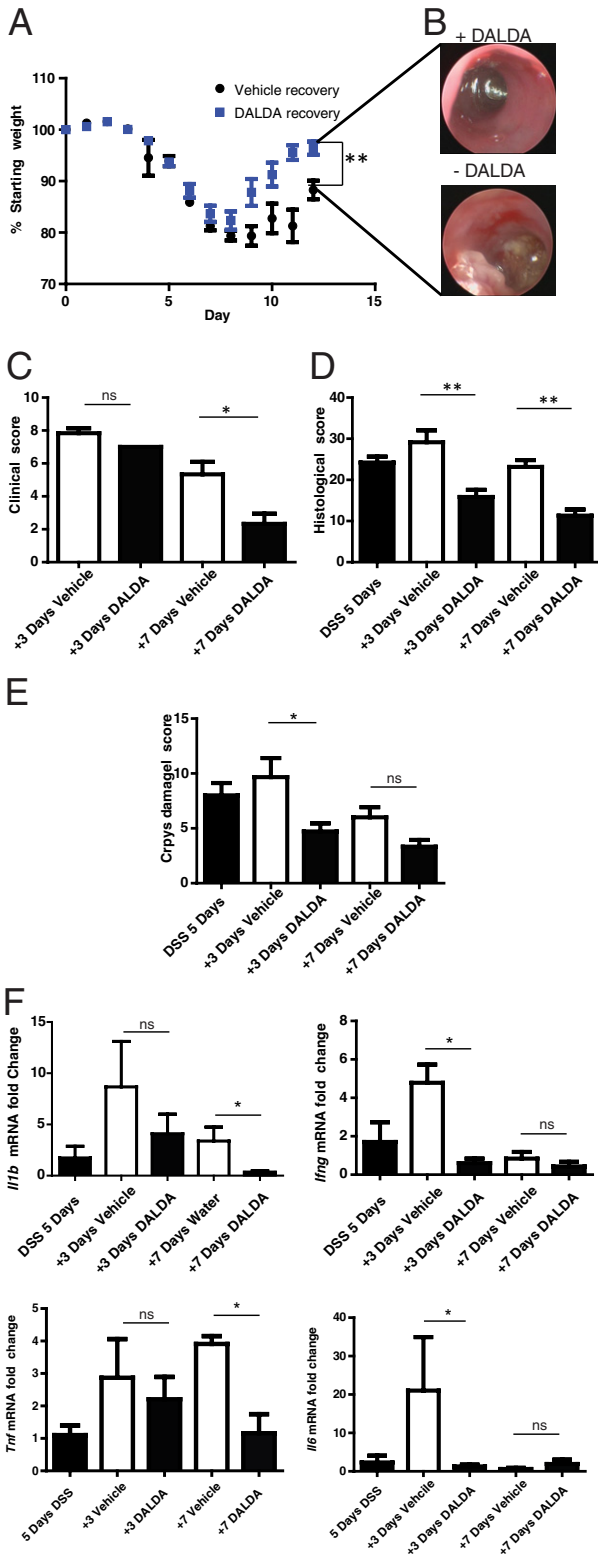 A
B
+ DALDA
- DALDA
% Starting weight
110
100
90
80
70
0
5
10
15
Day
Vehicle recovery
DALDA recovery
**
C
Clinical score
10
8
6
4
2
0
ns
*
+3 Days Vehicle
+3 Days DALDA
+7 Days Vehicle
+7 Days DALDA
D
Histological score
40
30
20
10
0
**
**
DSS 5 Days
+3 Days Vehicle
+3 Days DALDA
+7 Days Vehcile
+7 Days DALDA
E
Crpys damagel score
15
10
5
0
*
ns
DSS 5 Days
+3 Days Vehicle
+3 Days DALDA
+7 Days Vehicle
+7 Days DALDA
F
Il1b mRNA fold Change
15
10
5
0
ns
*
DSS 5 Days
+3 Days Vehicle
+3 Days DALDA
+7 Days Water
+7 Days DALDA
Ifng mRNA fold change
8
6
4
2
0
*
ns
DSS 5 Days
+3 Days Vehicle
+3 Days DALDA
+7 Days Vehicle
+7 Days DALDA
Tnf mRNA fold change
5
4
3
2
1
0
ns
*
5 Days DSS
+3 Vehicle
+3 DALDA
+7 Vehicle
+7 DALDA
Il6 mRNA fold change
40
30
20
10
0
*
ns
5 Days DSS
+3 Days Vehcile
+3 Days DALDA
+7 Days Vehicle
+7 Days DALDA